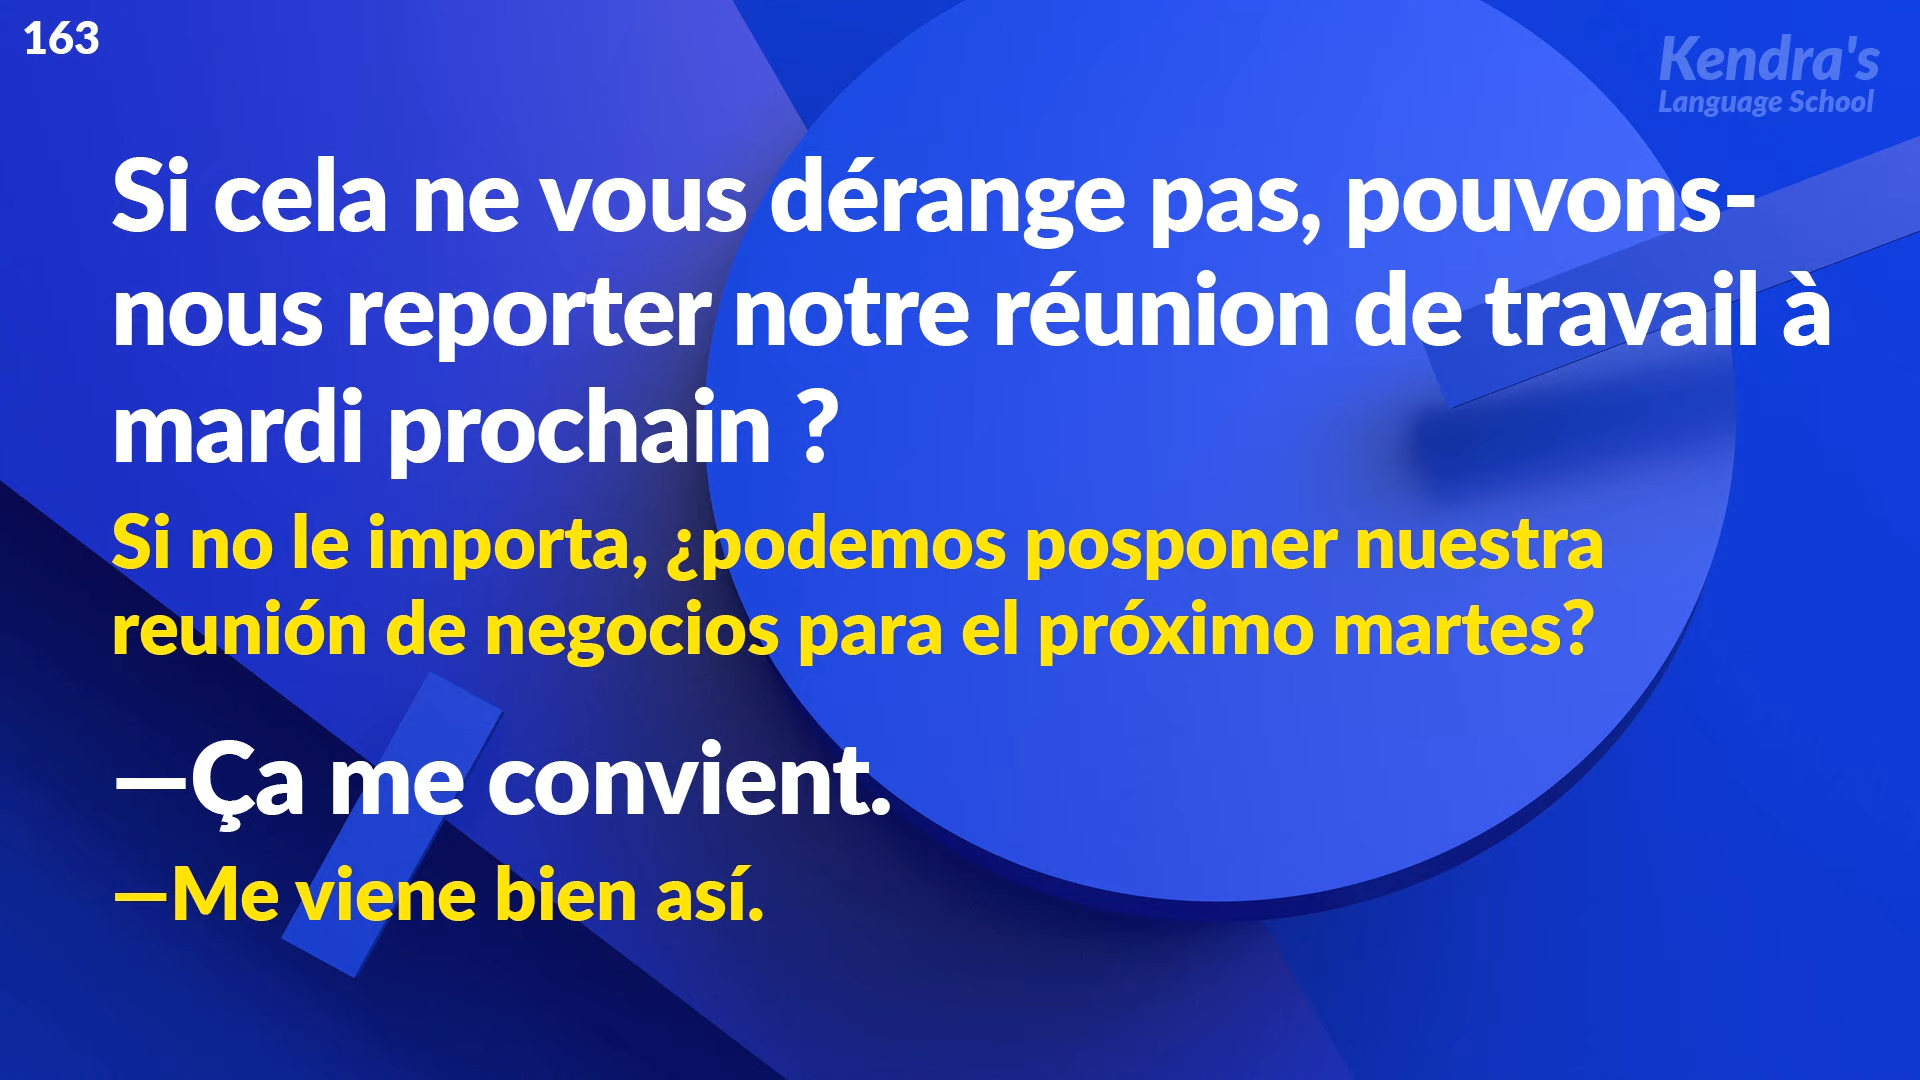 163
Kendra's
Language School
Si cela ne vous dérange pas, pouvons-
nous reporter notre réunion de travail à
mardi prochain ?
Si no le importa, ¿podemos posponer nuestra
reunión de negocios para el próximo martes?
—Ça me convient.
—Me viene bien así.